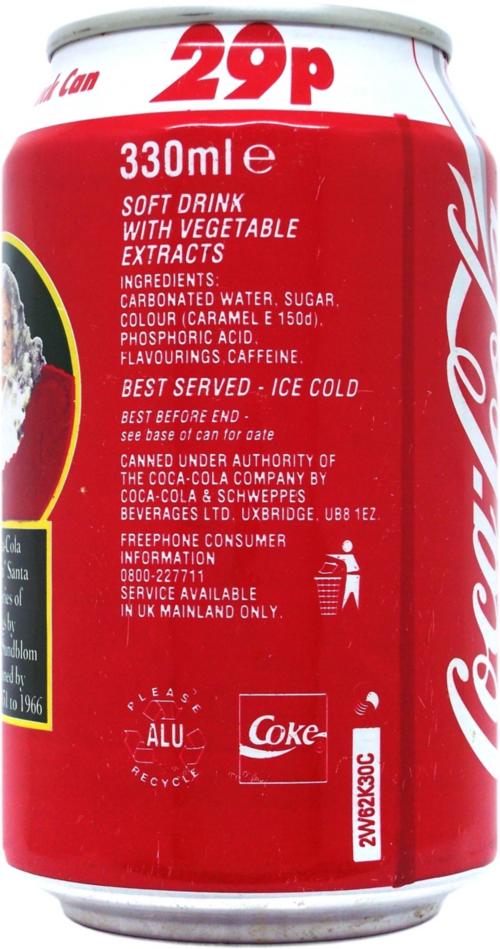 k Can
29p
330ml e
SOFT DRINK
WITH VEGETABLE
EXTRACTS
INGREDIENTS:
CARBONATED WATER, SUGAR,
COLOUR (CARAMEL E 150d),
PHOSPHORIC ACID,
FLAVOURINGS, CAFFEINE.
BEST SERVED - ICE COLD
BEST BEFORE END -
see base of can for date
CANNED UNDER AUTHORITY OF
THE COCA-COLA COMPANY BY
COCA-COLA & SCHWEPPES
BEVERAGES LTD, UXBRIDGE, UB8 1EZ.
FREEPHONE CONSUMER
INFORMATION
0800-227711
SERVICE AVAILABLE
IN UK MAINLAND ONLY.
-Cola
Santa
ies of
s by
undblom
ned by
1 to 1966
PLEASE
ALU
RECYCLE
Coke
2W62K30C
Coca-Cola